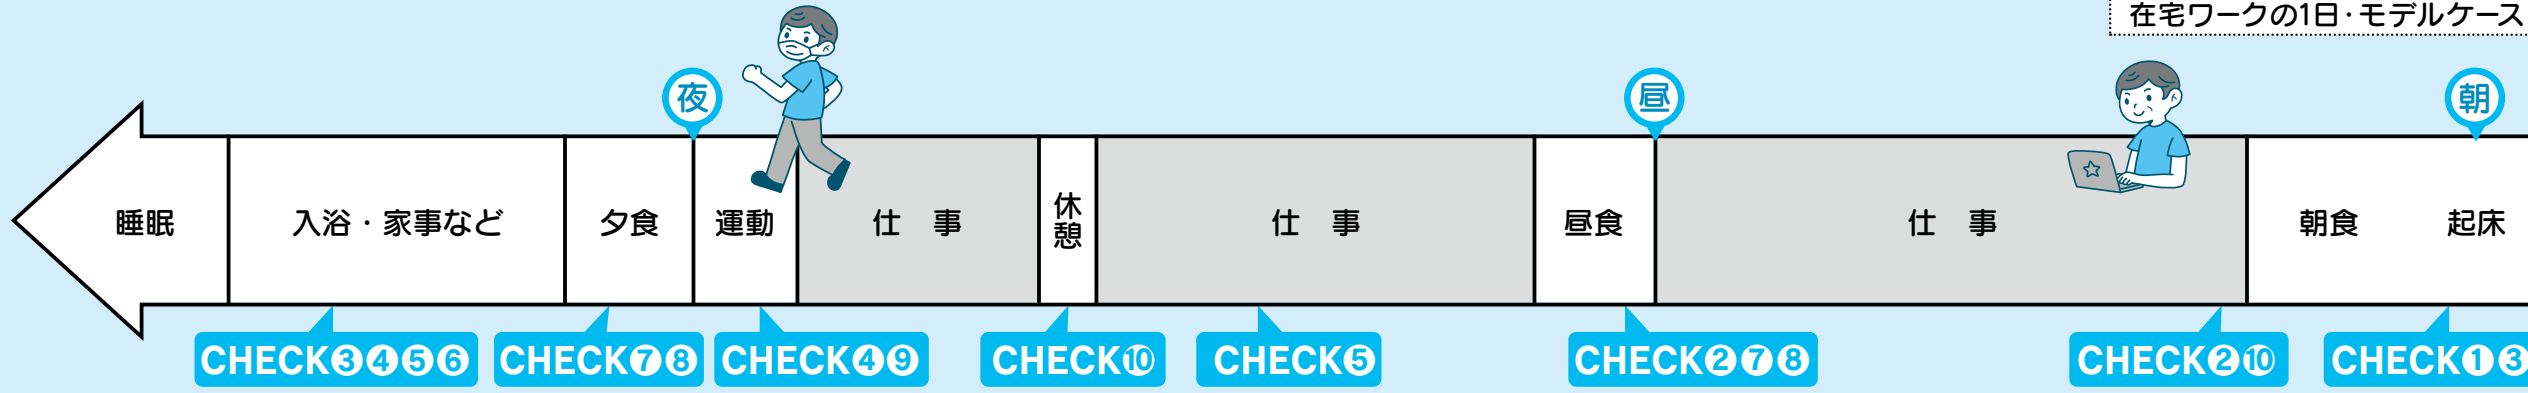 在宅ワークの1日・モデルケース
朝
昼
夜
起床
朝食
仕 事
昼食
仕 事
休憩
仕 事
運動
夕食
入浴・家事など
睡眠
CHECK❶❸
CHECK❷❿
CHECK❷❼❽
CHECK❺
CHECK❿
CHECK❹❾
CHECK❼❽
CHECK❸❹❺❻